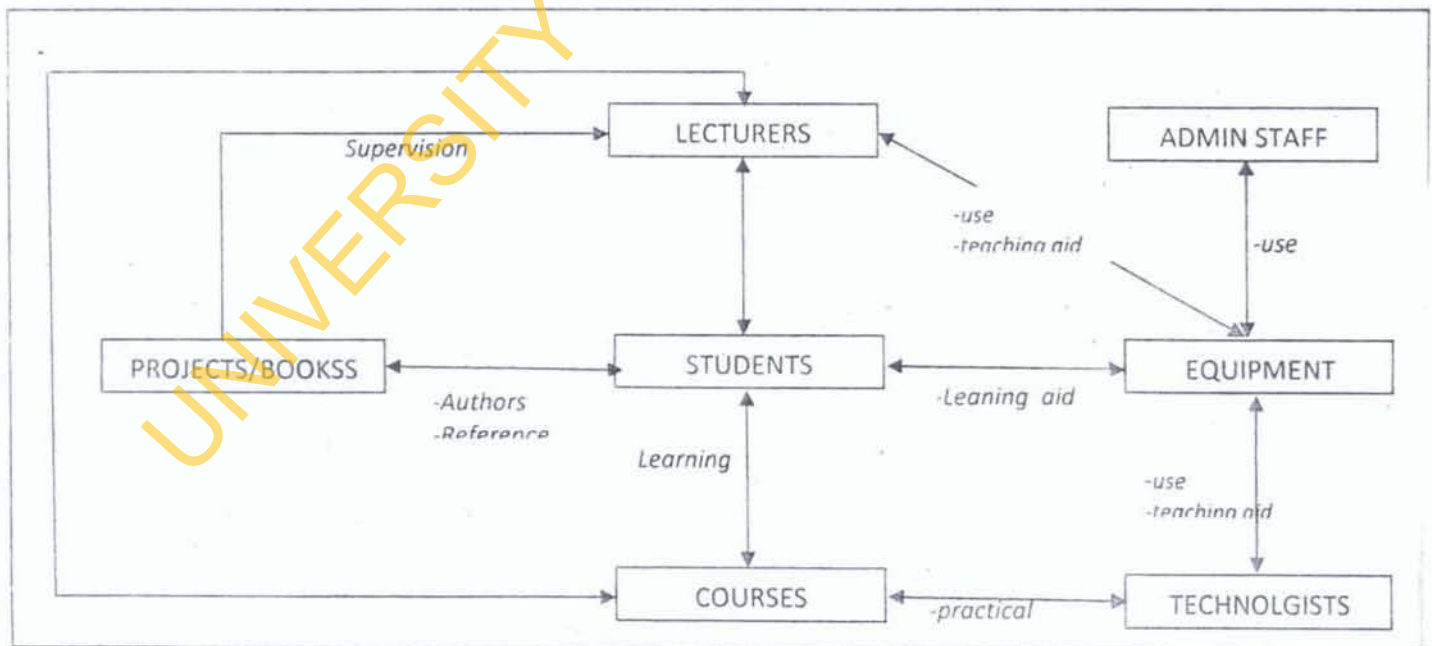 UNIVERSITY
LECTURERS
ADMIN STAFF
Supervision
-use
-teaching aid
-use
PROJECTS/BOOKSS
STUDENTS
EQUIPMENT
-Authors
-Reference
-Leaning aid
Learning
-use
-teaching aid
COURSES
-practical
TECHNOLGISTS